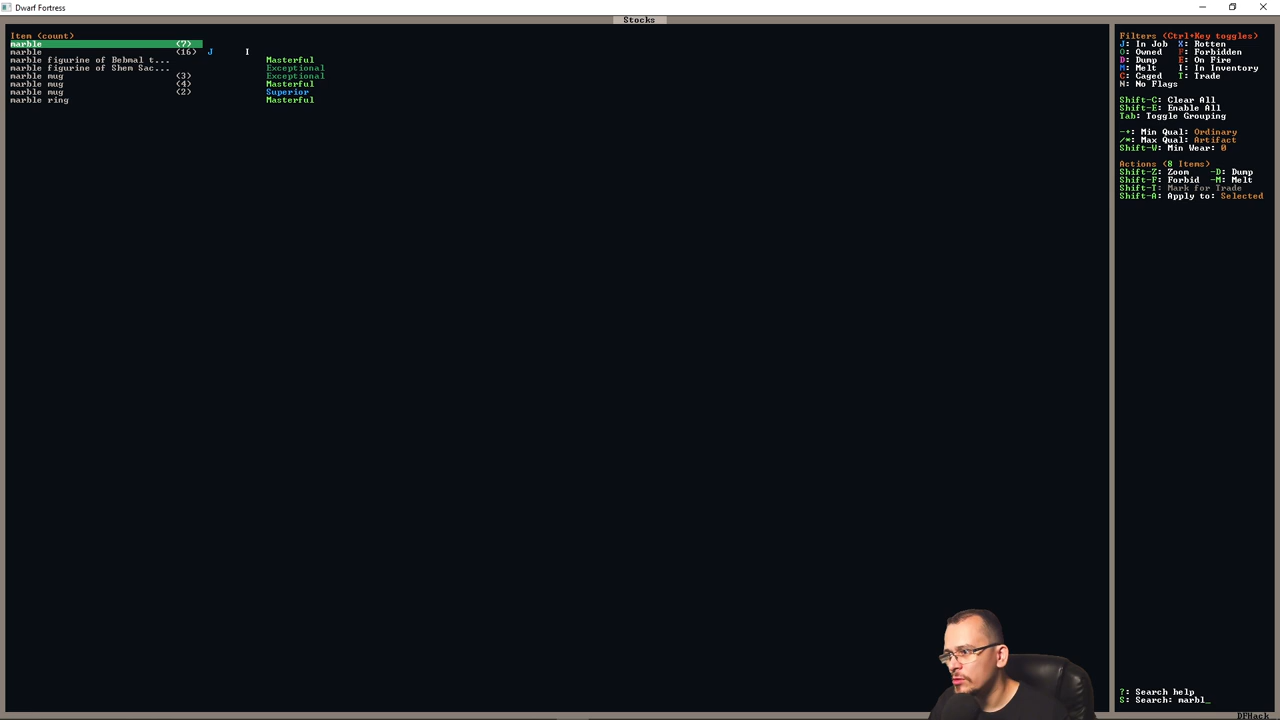 Dwarf Fortress
Stocks
Item (count)
marble (7)
marble (16) J I
marble figurine of Bebmal t... Masterful
marble figurine of Shem Sac... Exceptional
marble mug (3) Exceptional
marble mug (4) Masterful
marble mug (2) Superior
marble ring Masterful
Filters (Ctrl+Key toggles)
J: In Job X: Rotten
O: Owned F: Forbidden
D: Dump E: On Fire
M: Melt I: In Inventory
C: Caged T: Trade
N: No Flags
Shift-C: Clear All
Shift-E: Enable All
Tab: Toggle Grouping
-+: Min Qual: Ordinary
/*: Max Qual: Artifact
Shift-W: Min Wear: 0
Actions (8 Items)
Shift-Z: Zoom -D: Dump
Shift-F: Forbid -M: Melt
Shift-T: Mark for Trade
Shift-A: Apply to: Selected
?: Search help
S: Search: marbl_
DFHack